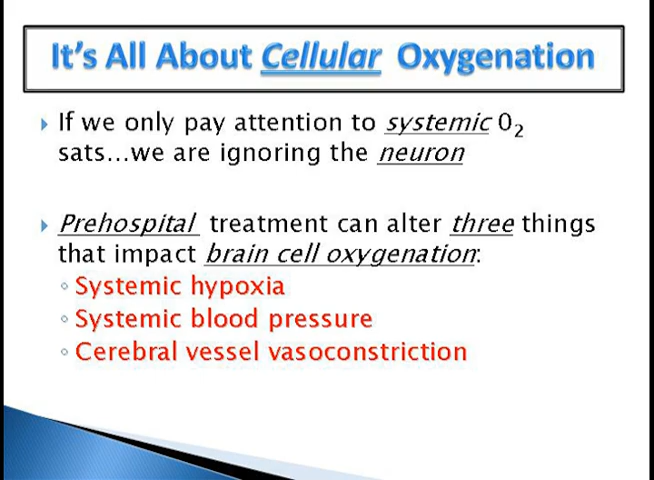 It's All About Cellular Oxygenation
If we only pay attention to systemic 0₂
sats...we are ignoring the neuron
Prehospital treatment can alter three things
that impact brain cell oxygenation:
Systemic hypoxia
Systemic blood pressure
Cerebral vessel vasoconstriction